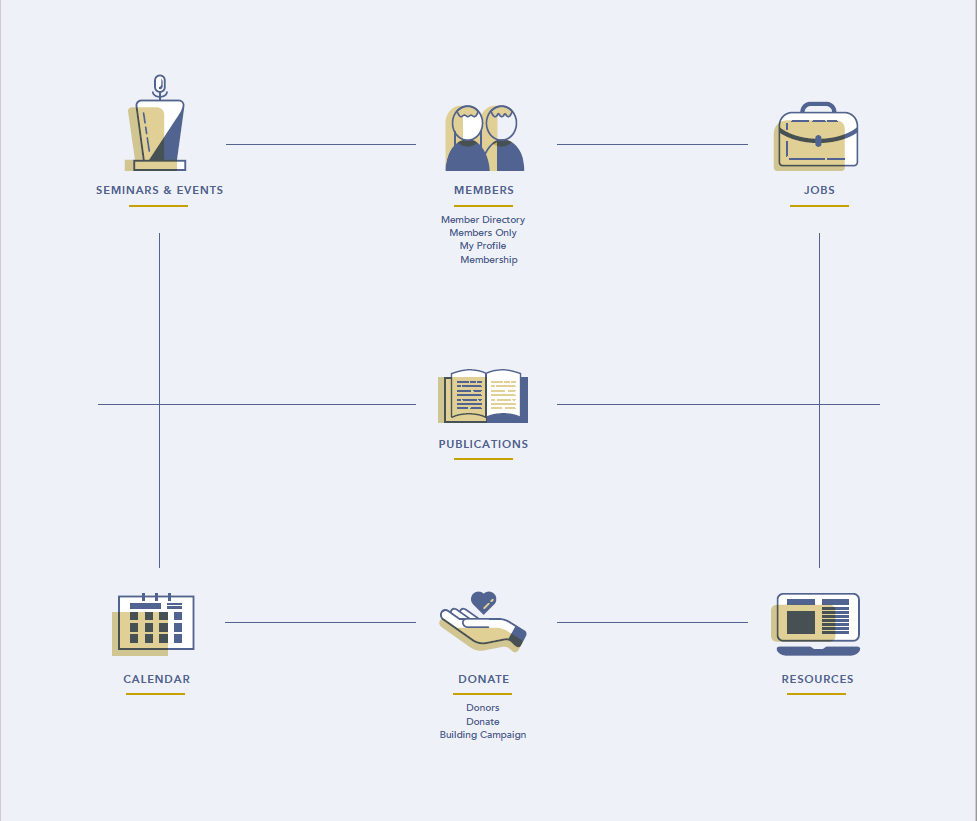 SEMINARS & EVENTS
MEMBERS
Member Directory
Members Only
My Profile
Membership
JOBS
PUBLICATIONS
CALENDAR
DONATE
Donors
Donate
Building Campaign
RESOURCES